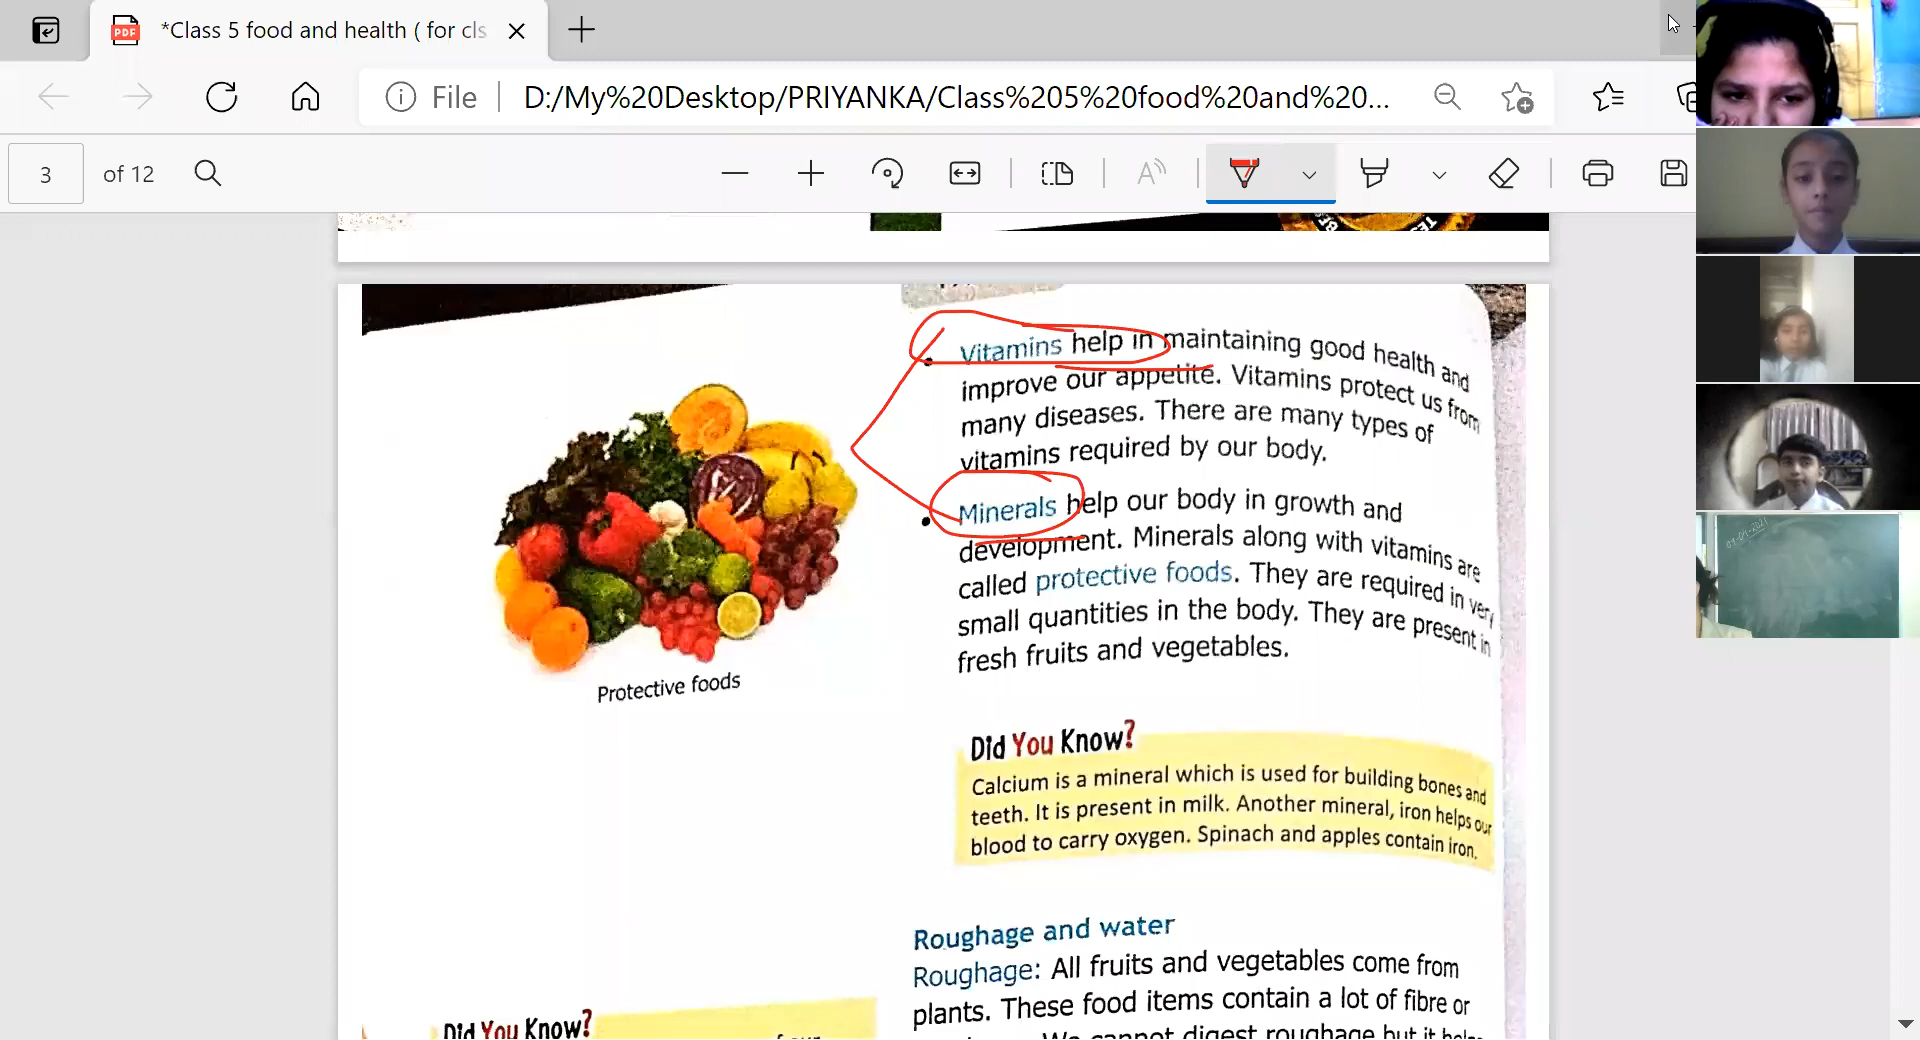 *Class 5 food and health ( for cls
File
D:/My%20Desktop/PRIYANKA/Class%205%20food%20and%20...
3 of 12
Vitamins help in maintaining good health and
improve our appetite. Vitamins protect us from
many diseases. There are many types of
vitamins required by our body.
Minerals help our body in growth and
development. Minerals along with vitamins are
called protective foods. They are required in very
small quantities in the body. They are present in
fresh fruits and vegetables.
Protective foods
Did You Know?
Calcium is a mineral which is used for building bones and
teeth. It is present in milk. Another mineral, iron helps our
blood to carry oxygen. Spinach and apples contain iron.
Roughage and water
Roughage: All fruits and vegetables come from
plants. These food items contain a lot of fibre or
We cannot digest roughage but it helps
Did You Know?